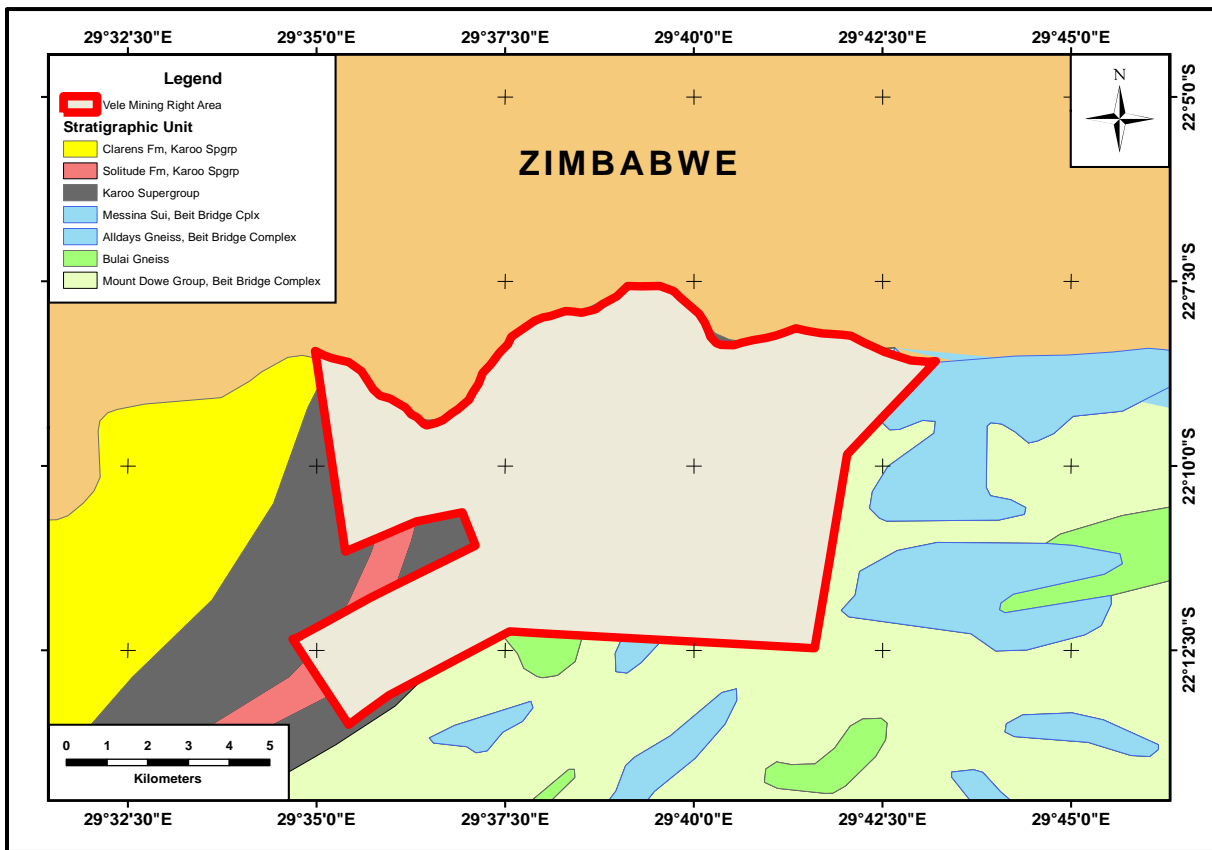 29°32'30"E 29°35'0"E 29°37'30"E 29°40'0"E 29°42'30"E 29°45'0"E
Legend
Vele Mining Right Area
Stratigraphic Unit
Clarens Fm, Karoo Spgrp
Solitude Fm, Karoo Spgrp
Karoo Supergroup
Messina Sui, Beit Bridge Cplx
Alldays Gneiss, Beit Bridge Complex
Bulai Gneiss
Mount Dowe Group, Beit Bridge Complex
N
ZIMBABWE
22°5'0"S
22°7'30"S
22°10'0"S
22°12'30"S
0 1 2 3 4 5
Kilometers
29°32'30"E 29°35'0"E 29°37'30"E 29°40'0"E 29°42'30"E 29°45'0"E